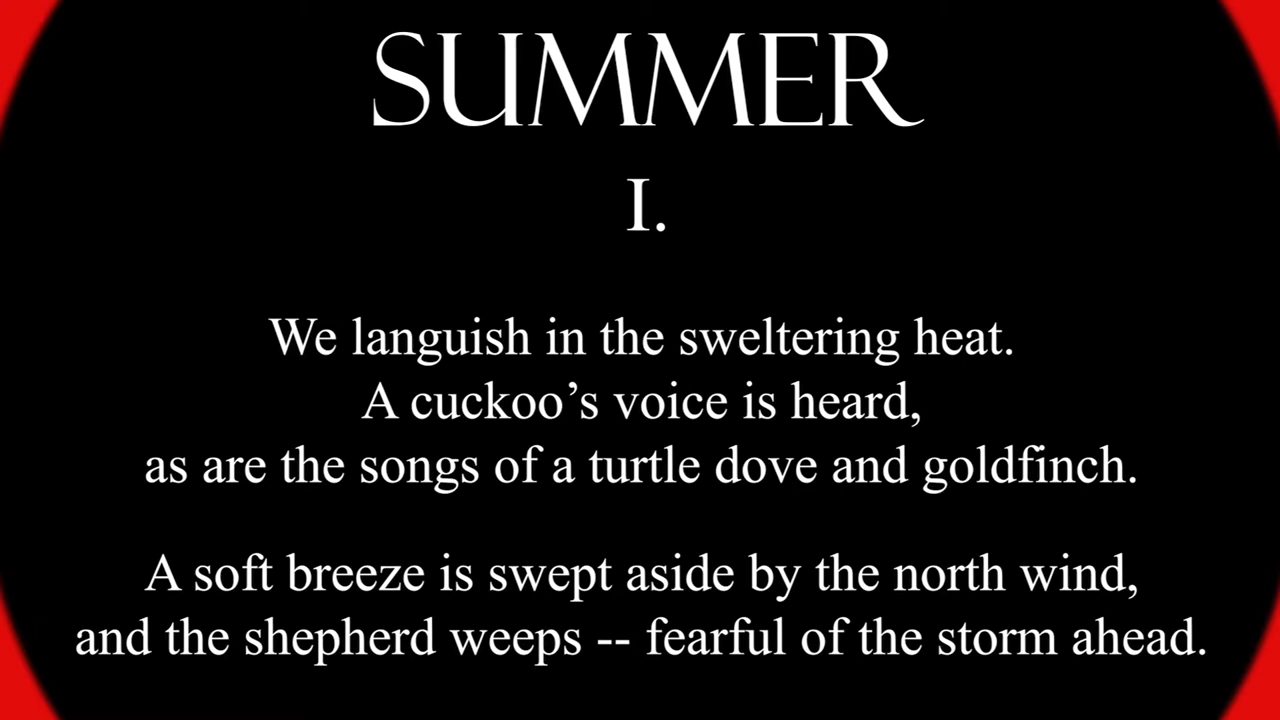 SUMMER
I.
We languish in the sweltering heat.
A cuckoo’s voice is heard,
as are the songs of a turtle dove and goldfinch.
A soft breeze is swept aside by the north wind,
and the shepherd weeps -- fearful of the storm ahead.